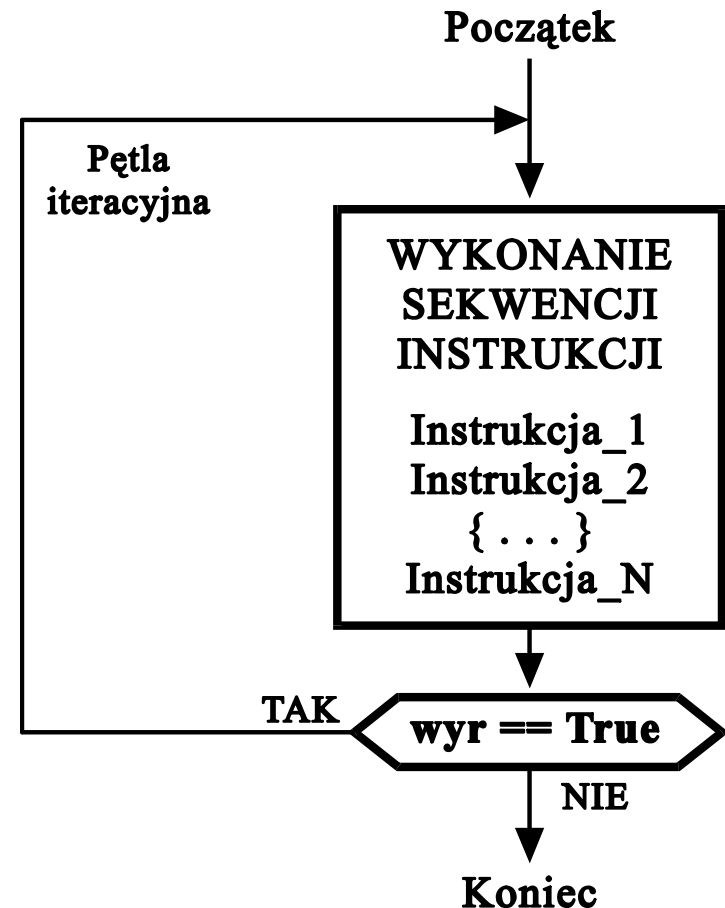 Początek
Pętla
iteracyjna
WYKONANIE
SEKWENCJI
INSTRUKCJI
Instrukcja_1
Instrukcja_2
{ . . . }
Instrukcja_N
TAK
wyr == True
NIE
Koniec